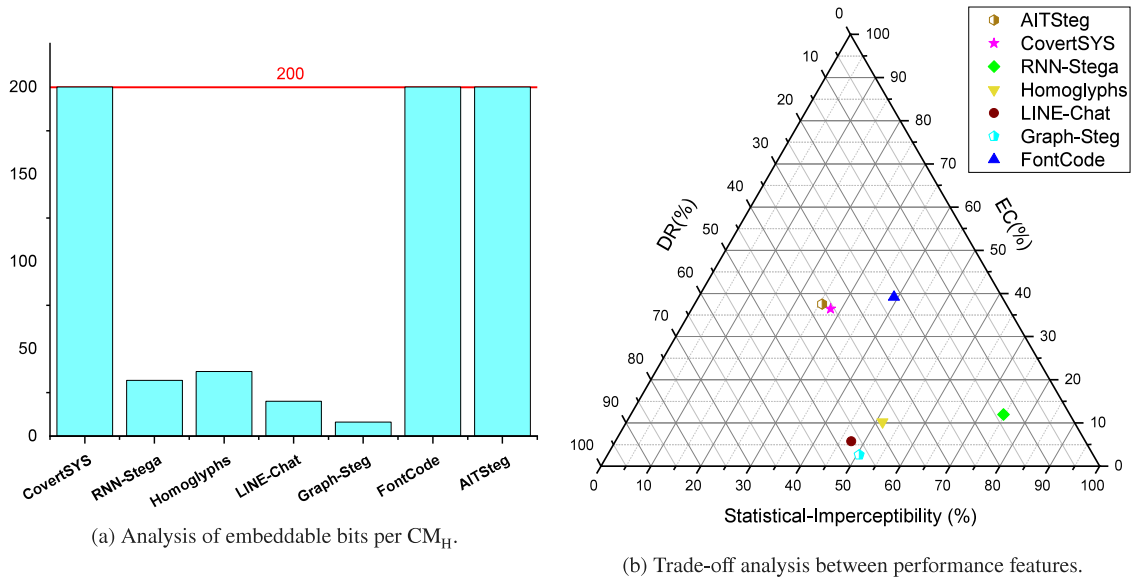 200
200
150
100
50
0
CovertSYS
RNN-Stega
Homoglyphs
LINE-Chat
Graph-Steg
FontCode
AITSteg
(a) Analysis of embeddable bits per CM_H.
AITSteg
CovertSYS
RNN-Stega
Homoglyphs
LINE-Chat
Graph-Steg
FontCode
DR(%)
0
10
20
30
40
50
60
70
80
90
100
EC(%)
100
90
80
70
60
50
40
30
20
10
0
0
10
20
30
40
50
60
70
80
90
100
Statistical-Imperceptibility (%)
(b) Trade-off analysis between performance features.